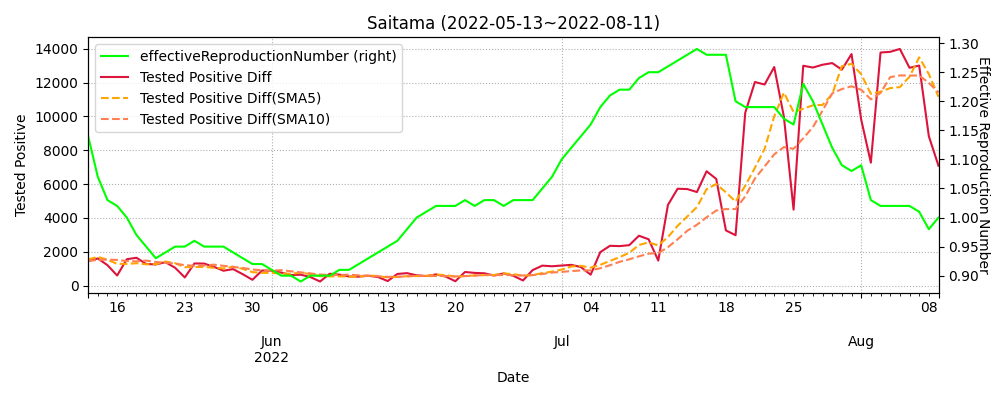 Saitama (2022-05-13~2022-08-11)
effectiveReproductionNumber (right)
Tested Positive Diff
Tested Positive Diff(SMA5)
Tested Positive Diff(SMA10)
Tested Positive
14000
12000
10000
8000
6000
4000
2000
0
1.30
1.25
1.20
1.15
1.10
1.05
1.00
0.95
0.90
Effective Reproduction Number
16 23 30 06 13 20 27 04 11 18 25 08
Jun Jul Aug
2022
Date